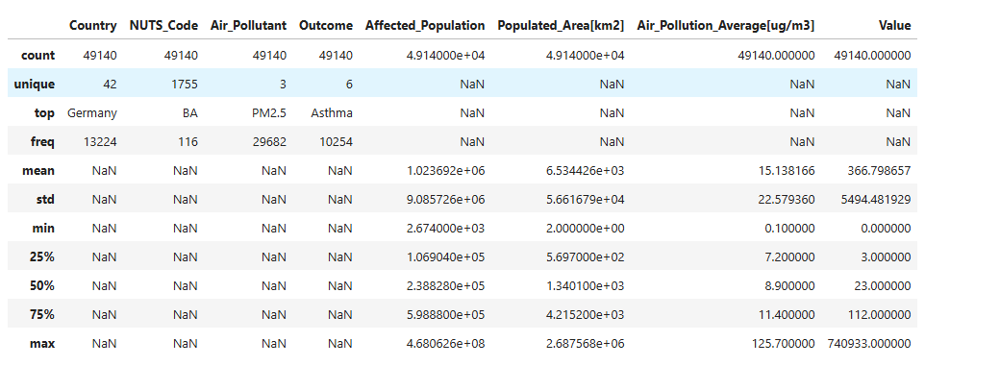 Country NUTS_Code Air_Pollutant Outcome Affected_Population Populated_Area[km2] Air_Pollution_Average[ug/m3] Value
count 49140 49140 49140 49140 4.914000e+04 4.914000e+04 49140.000000 49140.000000
unique 42 1755 3 6 NaN NaN NaN NaN
top Germany BA PM2.5 Asthma NaN NaN NaN NaN
freq 13224 116 29682 10254 NaN NaN NaN NaN
mean NaN NaN NaN NaN 1.023692e+06 6.534426e+03 15.138166 366.798657
std NaN NaN NaN NaN 9.085726e+06 5.661679e+04 22.579360 5494.481929
min NaN NaN NaN NaN 2.674000e+03 2.000000e+00 0.100000 0.000000
25% NaN NaN NaN NaN 1.069040e+05 5.697000e+02 7.200000 3.000000
50% NaN NaN NaN NaN 2.388280e+05 1.340100e+03 8.900000 23.000000
75% NaN NaN NaN NaN 5.988800e+05 4.215200e+03 11.400000 112.000000
max NaN NaN NaN NaN 4.680626e+08 2.687568e+06 125.700000 740933.000000